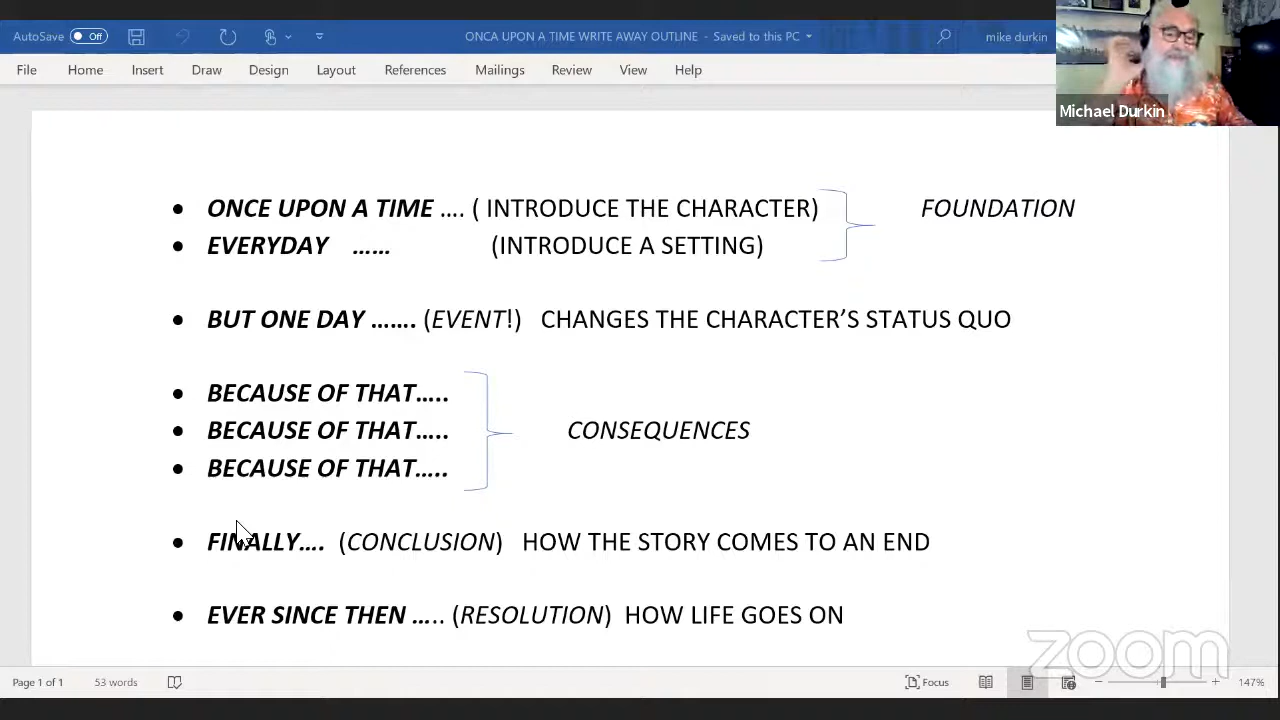 AutoSave Off ONCA UPON A TIME WRITE AWAY OUTLINE - Saved to this PC mike durkin
File Home Insert Draw Design Layout References Mailings Review View Help
Michael Durkin
• ONCE UPON A TIME …. ( INTRODUCE THE CHARACTER) FOUNDATION
• EVERYDAY …… (INTRODUCE A SETTING)
• BUT ONE DAY ……. (EVENT!) CHANGES THE CHARACTER’S STATUS QUO
• BECAUSE OF THAT…..
• BECAUSE OF THAT….. CONSEQUENCES
• BECAUSE OF THAT…..
• FINALLY…. (CONCLUSION) HOW THE STORY COMES TO AN END
• EVER SINCE THEN ….. (RESOLUTION) HOW LIFE GOES ON
zoom
Page 1 of 1 53 words Focus 147%